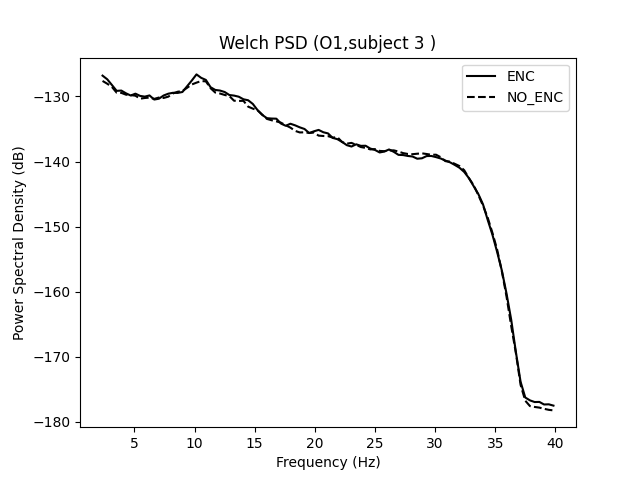 Welch PSD (O1,subject 3 )
ENC
NO_ENC
Power Spectral Density (dB)
−130
−140
−150
−160
−170
−180
5 10 15 20 25 30 35 40
Frequency (Hz)